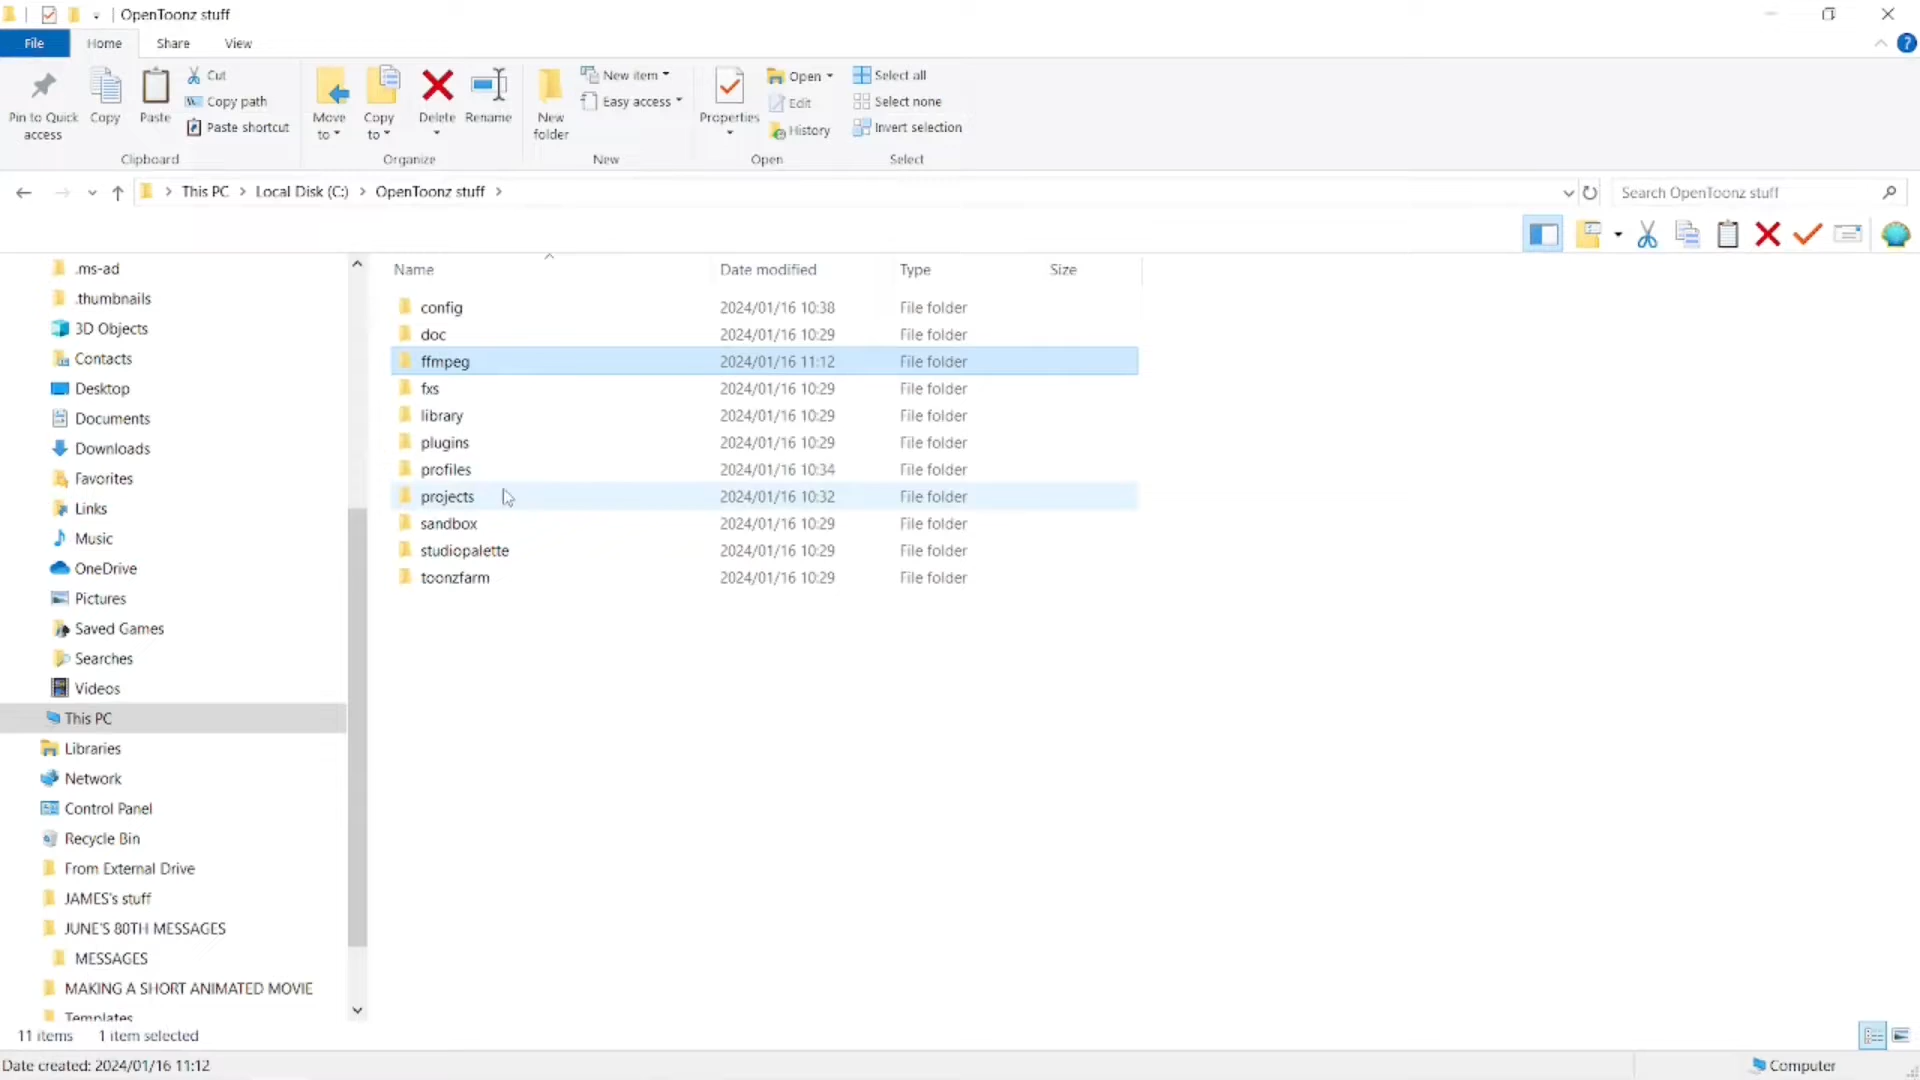 OpenToonz stuff
File Home Share View
Pin to Quick access
Copy
Paste
Cut
Copy path
Paste shortcut
Move to
Copy to
Delete
Rename
New folder
New item
Easy access
Properties
Open
Edit
History
Select all
Select none
Invert selection
Clipboard Organize New Open Select
This PC > Local Disk (C:) > OpenToonz stuff >
Search OpenToonz stuff
.ms-ad
.thumbnails
3D Objects
Contacts
Desktop
Documents
Downloads
Favorites
Links
Music
OneDrive
Pictures
Saved Games
Searches
Videos
This PC
Libraries
Network
Control Panel
Recycle Bin
From External Drive
JAMES's stuff
JUNE'S 80TH MESSAGES
MESSAGES
MAKING A SHORT ANIMATED MOVIE
Templates
Name Date modified Type Size
config 2024/01/16 10:38 File folder
doc 2024/01/16 10:29 File folder
ffmpeg 2024/01/16 11:12 File folder
fxs 2024/01/16 10:29 File folder
library 2024/01/16 10:29 File folder
plugins 2024/01/16 10:29 File folder
profiles 2024/01/16 10:34 File folder
projects 2024/01/16 10:32 File folder
sandbox 2024/01/16 10:29 File folder
studiopalette 2024/01/16 10:29 File folder
toonzfarm 2024/01/16 10:29 File folder
11 items 1 item selected
Date created: 2024/01/16 11:12
Computer